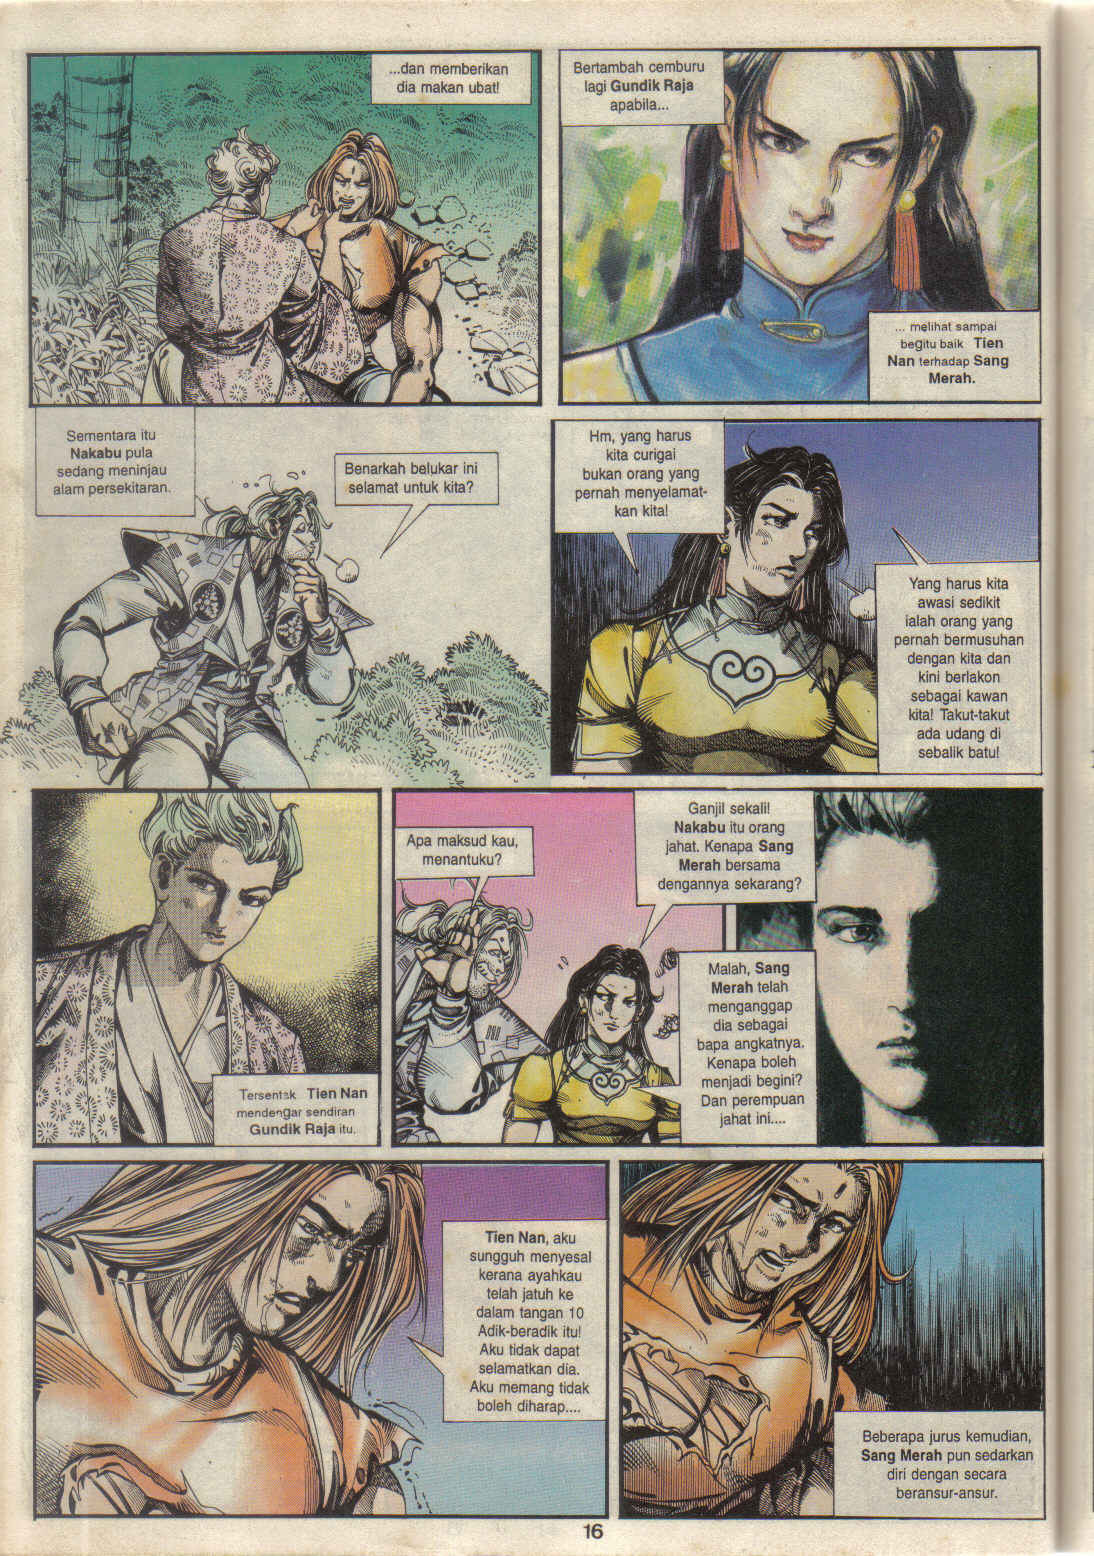 ...dan memberikan
dia makan ubat!
Bertambah cemburu
lagi Gundik Raja
apabila...
... melihat sampai
begitu baik Tien
Nan terhadap Sang
Merah.
Sementara itu
Nakabu pula
sedang meninjau
alam persekitaran.
Benarkah belukar ini
selamat untuk kita?
Hm, yang harus
kita curigai
bukan orang yang
pernah menyelamat-
kan kita!
Yang harus kita
awasi sedikit
ialah orang yang
pernah bermusuhan
dengan kita dan
kini berlakon
sebagai kawan
kita! Takut-takut
ada udang di
sebalik batu!
Tersentak Tien Nan
mendengar sendiran
Gundik Raja itu.
Apa maksud kau,
menantuku?
Ganjil sekali!
Nakabu itu orang
jahat. Kenapa Sang
Merah bersama
dengannya sekarang?
Malah, Sang
Merah telah
menganggap
dia sebagai
bapa angkatnya.
Kenapa boleh
menjadi begini?
Dan perempuan
jahat ini....
Tien Nan, aku
sungguh menyesal
kerana ayahkau
telah jatuh ke
dalam tangan 10
Adik-beradik itu!
Aku tidak dapat
selamatkan dia.
Aku memang tidak
boleh diharap....
Beberapa jurus kemudian,
Sang Merah pun sedarkan
diri dengan secara
beransur-ansur.
16